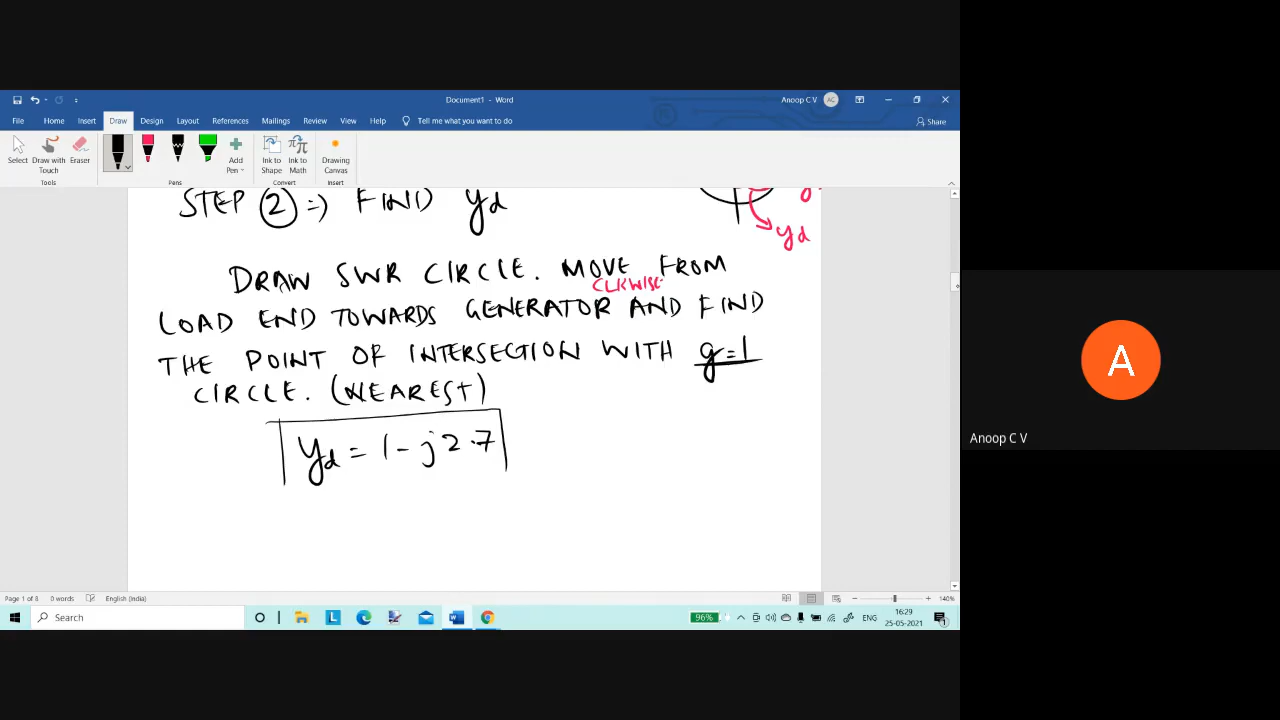 Document1 - Word
Anoop C V
AC
File Home Insert Draw Design Layout References Mailings Review View Help Tell me what you want to do
Share
Select Draw with Touch Eraser Add Pen Ink to Shape Ink to Math Drawing Canvas
Tools Pens Convert Insert
STEP 2 => FIND yd
yd
DRAW SWR CIRCLE. MOVE FROM
CLKWISE
LOAD END TOWARDS GENERATOR AND FIND
THE POINT OF INTERSECTION WITH g=1
CIRCLE. (NEAREST)
yd = 1 - j2.7
A
Anoop C V
Page 1 of 8 0 words English (India) 140%
Search
L
96%
ENG
16:29
25-05-2021
1